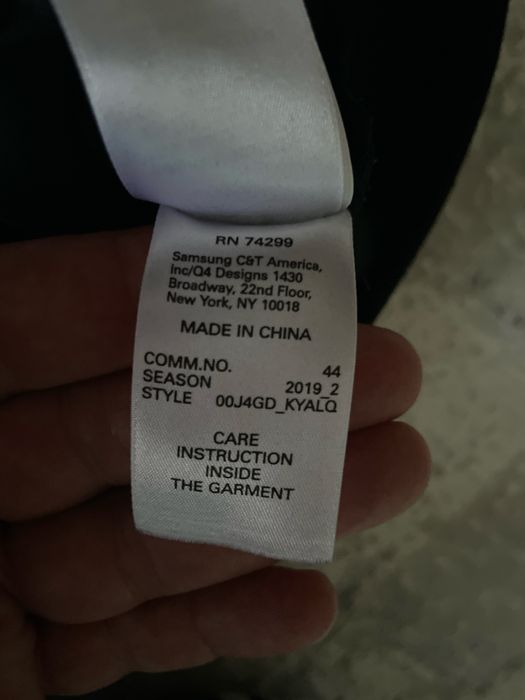 RN 74299
Samsung C&T America,
Inc/Q4 Designs 1430
Broadway, 22nd Floor,
New York, NY 10018
MADE IN CHINA
COMM.NO. 44
SEASON 2019_2
STYLE 00J4GD_KYALQ
CARE
INSTRUCTION
INSIDE
THE GARMENT